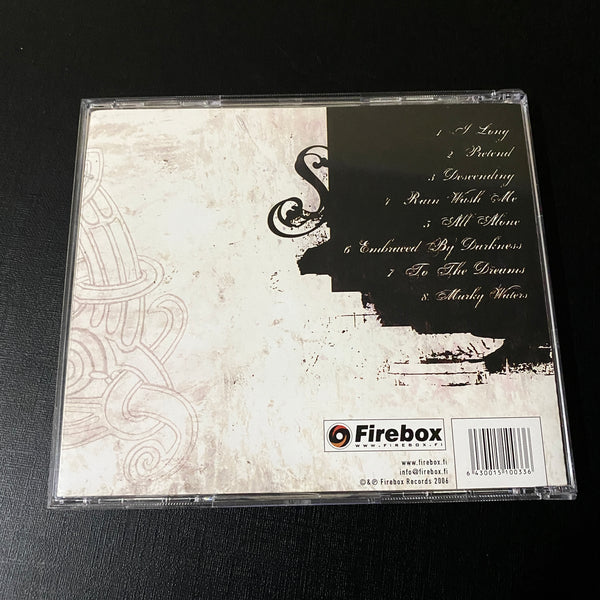 1 I Long
2 Pretend
3 Descending
4 Rain Wash Me
5 All Alone
6 Embraced By Darkness
7 To The Dreams
8 Murky Waters
S
Firebox
WWW.FIREBOX.FI
www.firebox.fi
info@firebox.fi
©&℗ Firebox Records 2006
6 430015 100336